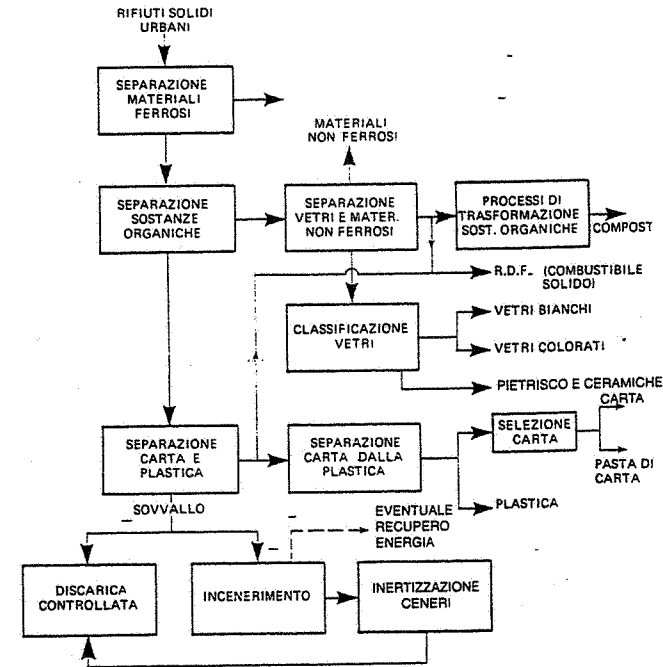 RIFIUTI SOLIDI
URBANI
SEPARAZIONE
MATERIALI
FERROSI
MATERIALI
NON FERROSI
SEPARAZIONE
SOSTANZE
ORGANICHE
SEPARAZIONE
VETRI E MATER.
NON FERROSI
PROCESSI DI
TRASFORMAZIONE
SOST. ORGANICHE
COMPOST
R.D.F. (COMBUSTIBILE
SOLIDO)
CLASSIFICAZIONE
VETRI
VETRI BIANCHI
VETRI COLORATI
PIETRISCO E CERAMICHE
SEPARAZIONE
CARTA E
PLASTICA
SEPARAZIONE
CARTA DALLA
PLASTICA
SELEZIONE
CARTA
CARTA
PASTA DI
CARTA
PLASTICA
SOVVALLO
EVENTUALE
RECUPERO
ENERGIA
DISCARICA
CONTROLLATA
INCENERIMENTO
INERTIZZAZIONE
CENERI